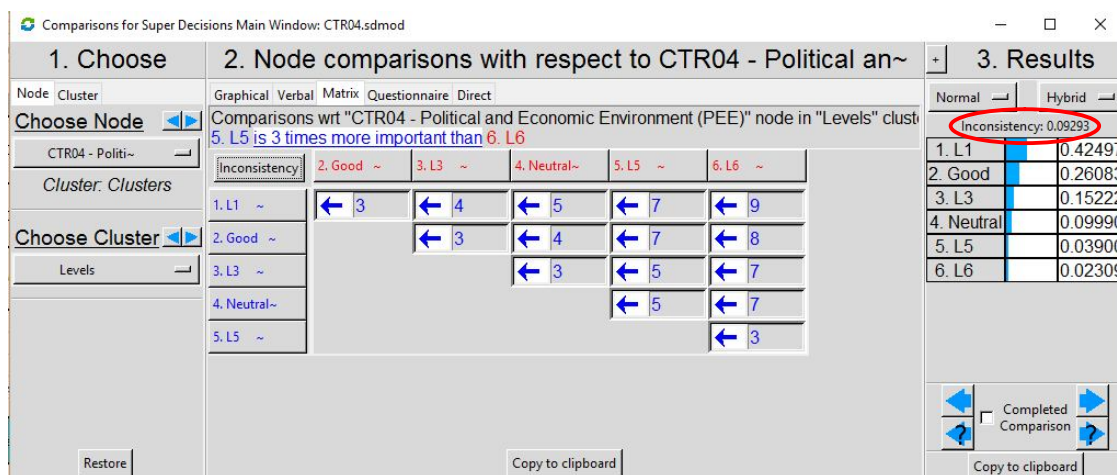 Comparisons for Super Decisions Main Window: CTR04.sdmod
1. Choose
2. Node comparisons with respect to CTR04 - Political an~
+ 3. Results
Node Cluster
Graphical Verbal Matrix Questionnaire Direct
Normal Hybrid
Choose Node
Comparisons wrt "CTR04 - Political and Economic Environment (PEE)" node in "Levels" cluste
5. L5 is 3 times more important than 6. L6
Inconsistency: 0.09293
CTR04 - Politi~
Cluster: Clusters
Choose Cluster
Levels
Inconsistency 2. Good ~ 3. L3 ~ 4. Neutral~ 5. L5 ~ 6. L6 ~
1. L1 ~ 3 4 5 7 9
2. Good ~ 3 4 7 8
3. L3 ~ 3 5 7
4. Neutral~ 5 7
5. L5 ~ 3
1. L1 0.42497
2. Good 0.26083
3. L3 0.15222
4. Neutral 0.09990
5. L5 0.03900
6. L6 0.02309
Completed
Comparison
? ?
Restore
Copy to clipboard
Copy to clipboard